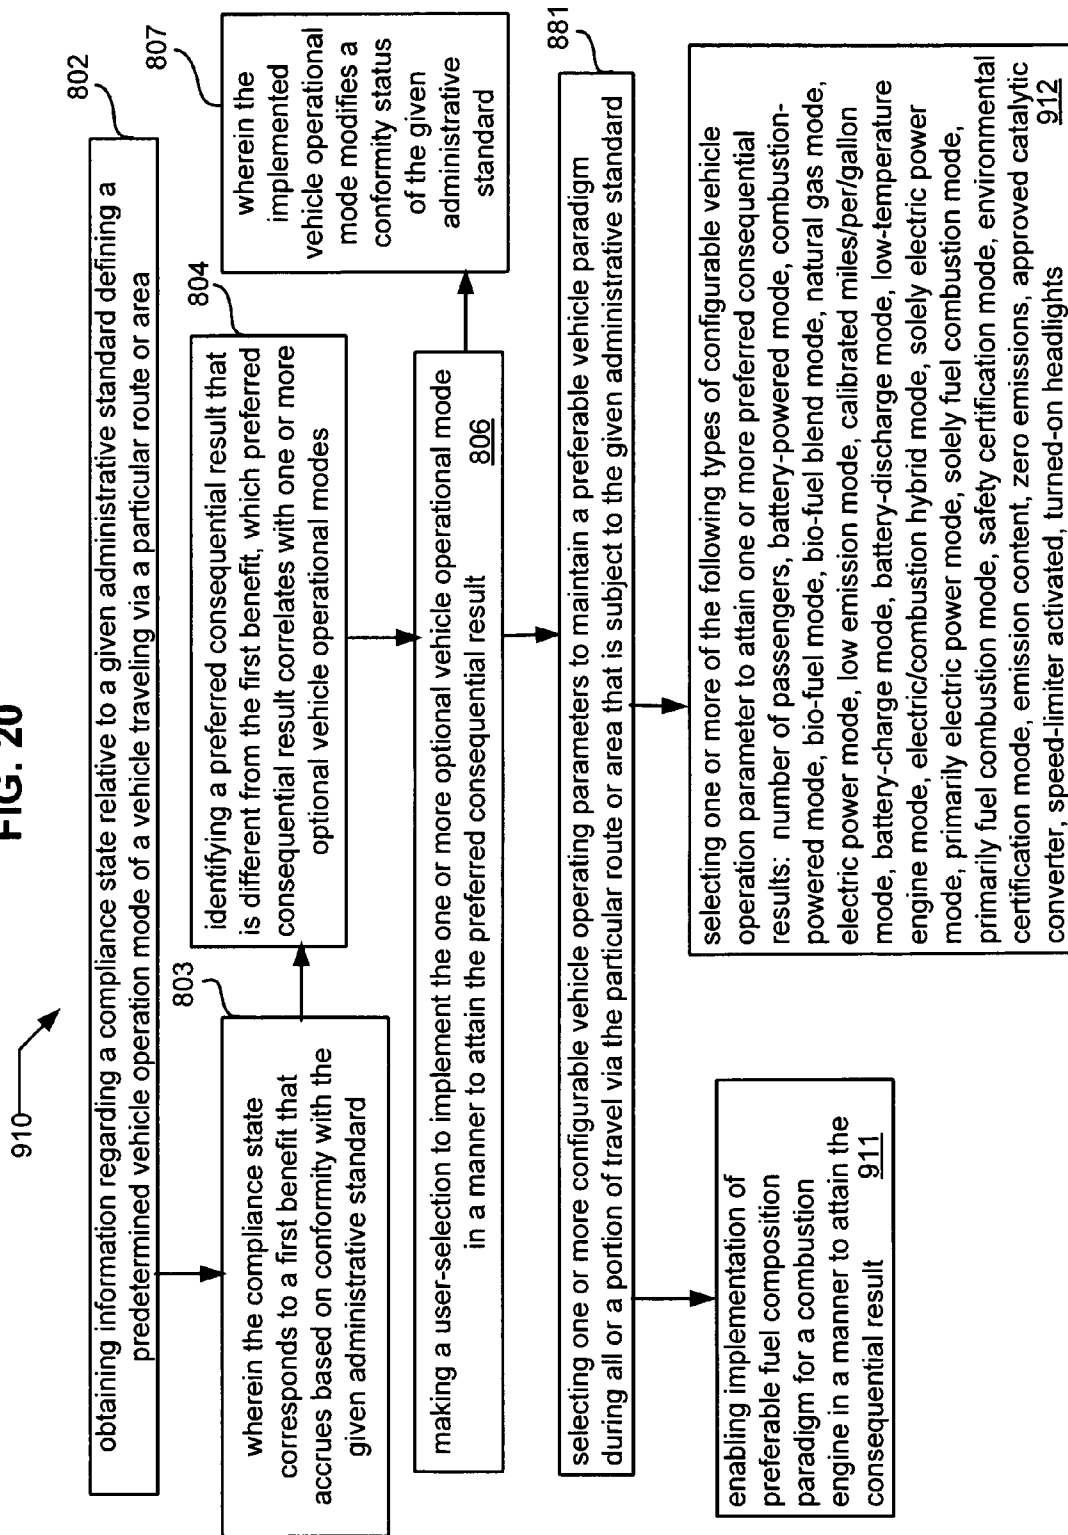 FIG. 20
910
802
obtaining information regarding a compliance state relative to a given administrative standard defining a
predetermined vehicle operation mode of a vehicle traveling via a particular route or area
803
wherein the compliance state
corresponds to a first benefit that
accrues based on conformity with the
given administrative standard
804
identifying a preferred consequential result that
is different from the first benefit, which preferred
consequential result correlates with one or more
optional vehicle operational modes
807
wherein the
implemented
vehicle operational
mode modifies a
conformity status
of the given
administrative
standard
making a user-selection to implement the one or more optional vehicle operational mode
in a manner to attain the preferred consequential result 806
881
selecting one or more configurable vehicle operating parameters to maintain a preferable vehicle paradigm
during all or a portion of travel via the particular route or area that is subject to the given administrative standard
enabling implementation of
preferable fuel composition
paradigm for a combustion
engine in a manner to attain the
consequential result 911
selecting one or more of the following types of configurable vehicle
operation parameter to attain one or more preferred consequential
results: number of passengers, battery-powered mode, combustion-
powered mode, bio-fuel mode, bio-fuel blend mode, natural gas mode,
electric power mode, low emission mode, calibrated miles/per/gallon
mode, battery-charge mode, battery-discharge mode, low-temperature
engine mode, electric/combustion hybrid mode, solely electric power
mode, primarily electric power mode, solely fuel combustion mode,
primarily fuel combustion mode, safety certification mode, environmental
certification mode, emission content, zero emissions, approved catalytic
converter, speed-limiter activated, turned-on headlights 912